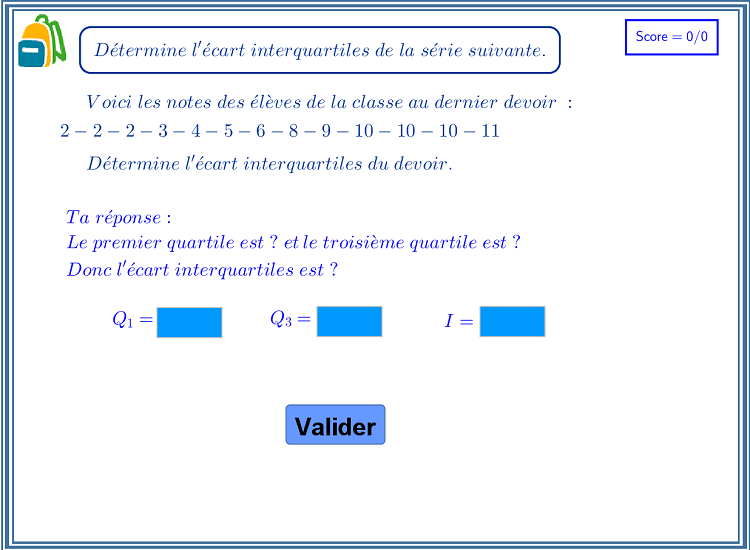 Détermine l'écart interquartiles de la série suivante.
Score = 0/0
Voici les notes des élèves de la classe au dernier devoir :
2 − 2 − 2 − 3 − 4 − 5 − 6 − 8 − 9 − 10 − 10 − 10 − 11
Détermine l'écart interquartiles du devoir.
Ta réponse :
Le premier quartile est ? et le troisième quartile est ?
Donc l'écart interquartiles est ?
Q₁ = Q₃ = I =
Valider